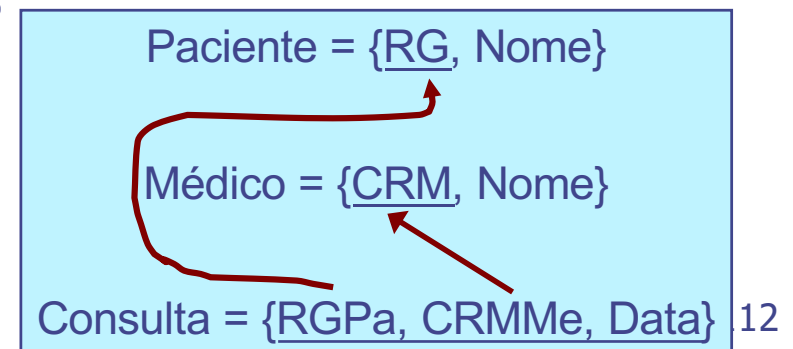 Paciente = {RG, Nome}
Médico = {CRM, Nome}
Consulta = {RGPa, CRMMe, Data}
12